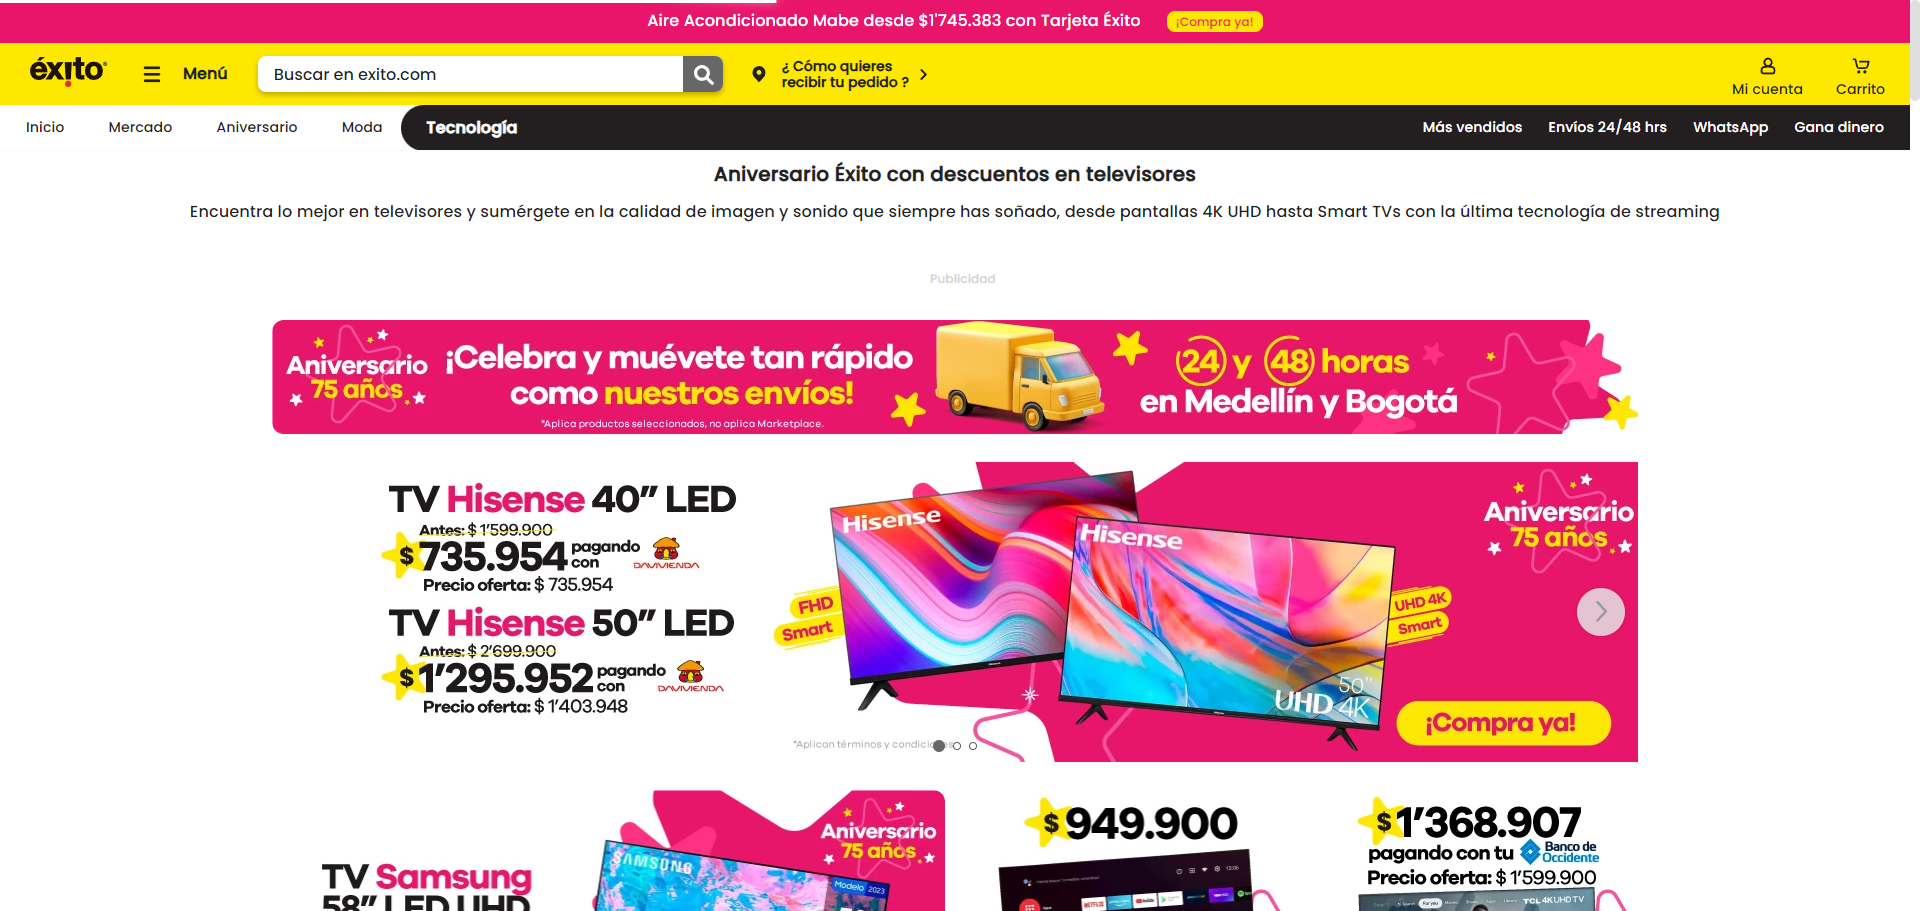 Aire Acondicionado Mabe desde $1'745.383 con Tarjeta Éxito
¡Compra ya!
éxito
Menú
Buscar en exito.com
¿ Cómo quieres
recibir tu pedido ?
Mi cuenta
Carrito
Inicio
Mercado
Aniversario
Moda
Tecnología
Más vendidos
Envíos 24/48 hrs
WhatsApp
Gana dinero
Aniversario Éxito con descuentos en televisores
Encuentra lo mejor en televisores y sumérgete en la calidad de imagen y sonido que siempre has soñado, desde pantallas 4K UHD hasta Smart TVs con la última tecnología de streaming
Publicidad
Aniversario
75 años
¡Celebra y muévete tan rápido
como nuestros envíos!
*Aplica productos seleccionados, no aplica Marketplace.
24 y 48 horas
en Medellín y Bogotá
TV Hisense 40” LED
Antes: $ 1’599.900
$ 735.954 pagando
con
DAVIVIENDA
Precio oferta: $ 735.954
TV Hisense 50” LED
Antes: $ 2’699.900
$ 1’295.952 pagando
con
DAVIVIENDA
Precio oferta: $ 1’403.948
FHD
Smart
Hisense
Hisense
50"
UHD 4K
UHD 4K
Smart
Aniversario
75 años
¡Compra ya!
*Aplican términos y condiciones
TV Samsung
58” LED UHD
SAMSUNG
Modelo 2023
Aniversario
75 años
$ 949.900
NETFLIX
$ 1’368.907
pagando con tu Banco de
Occidente
Precio oferta: $ 1’599.900
For you
TCL 4K UHD TV